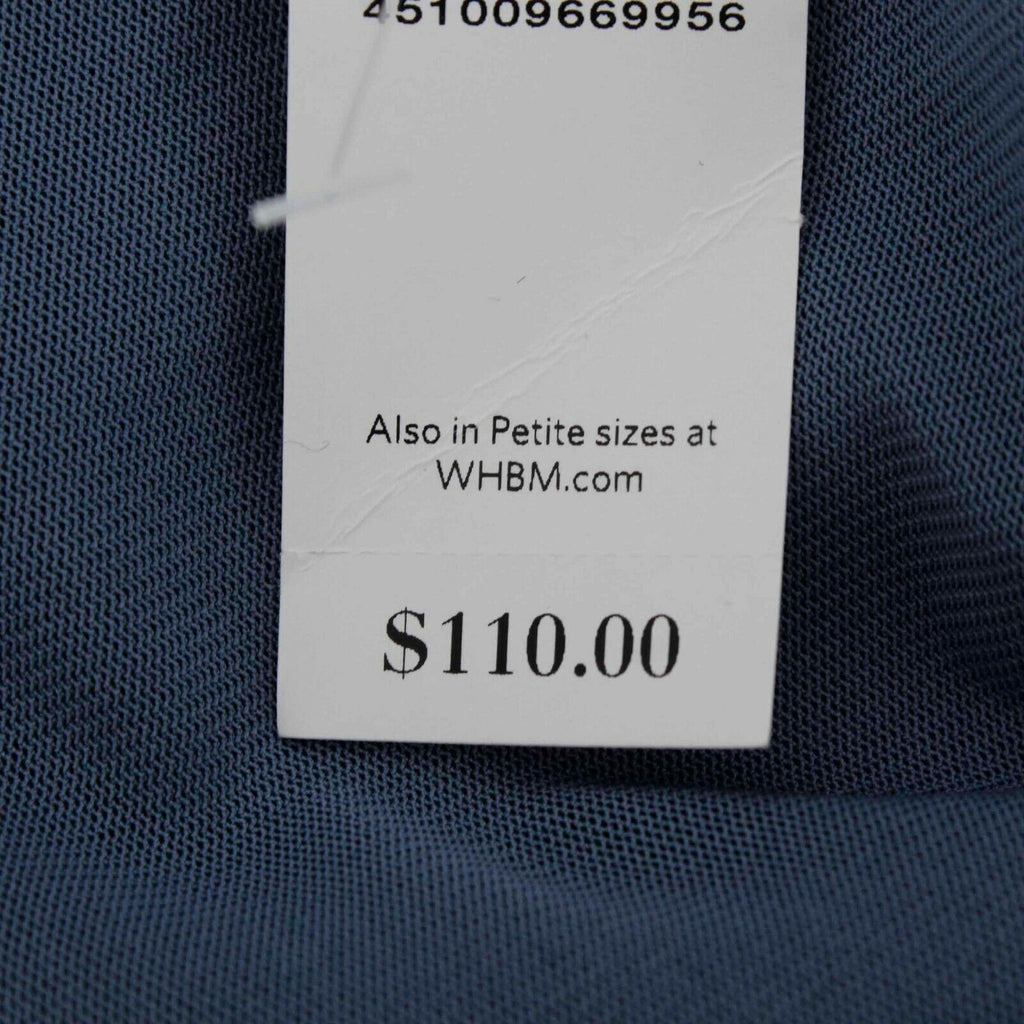 451009669956
Also in Petite sizes at
WHBM.com
$110.00